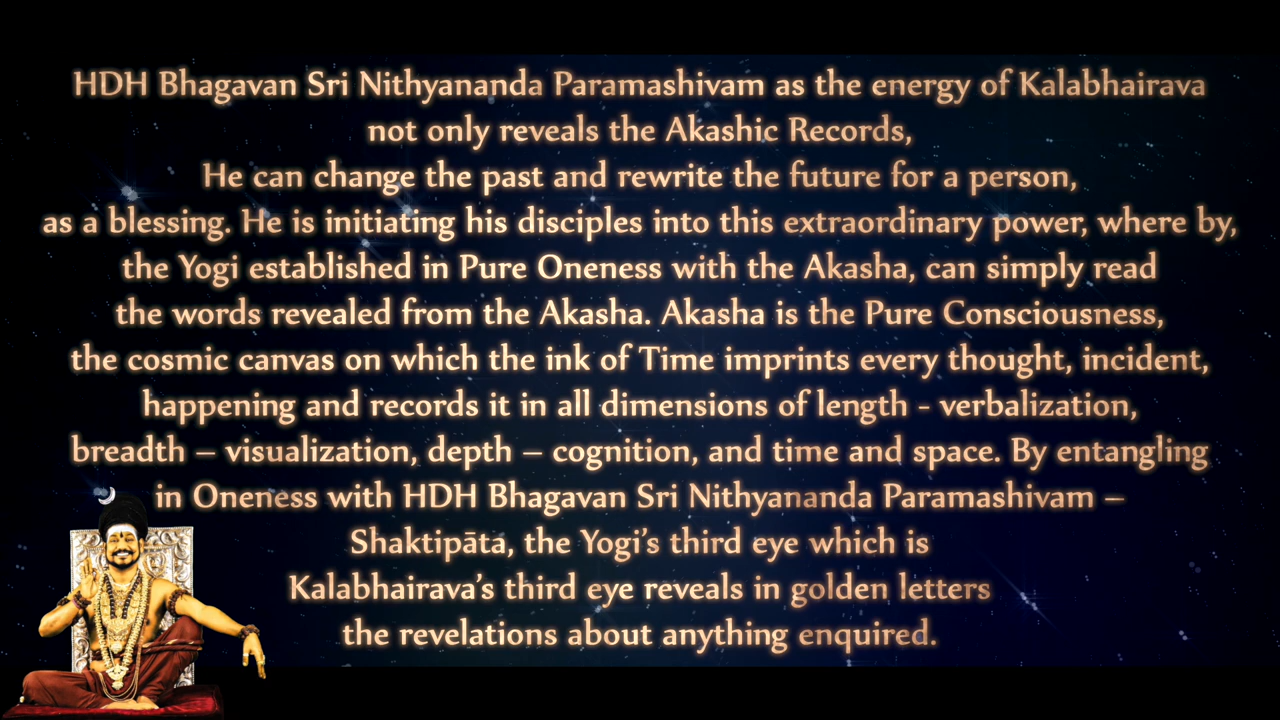 HDH Bhagavan Sri Nithyananda Paramashivam as the energy of Kalabhairava
not only reveals the Akashic Records,
He can change the past and rewrite the future for a person,
as a blessing. He is initiating his disciples into this extraordinary power, where by,
the Yogi established in Pure Oneness with the Akasha, can simply read
the words revealed from the Akasha. Akasha is the Pure Consciousness,
the cosmic canvas on which the ink of Time imprints every thought, incident,
happening and records it in all dimensions of length - verbalization,
breadth – visualization, depth – cognition, and time and space. By entangling
in Oneness with HDH Bhagavan Sri Nithyananda Paramashivam –
Shaktipāta, the Yogi’s third eye which is
Kalabhairava’s third eye reveals in golden letters
the revelations about anything enquired.